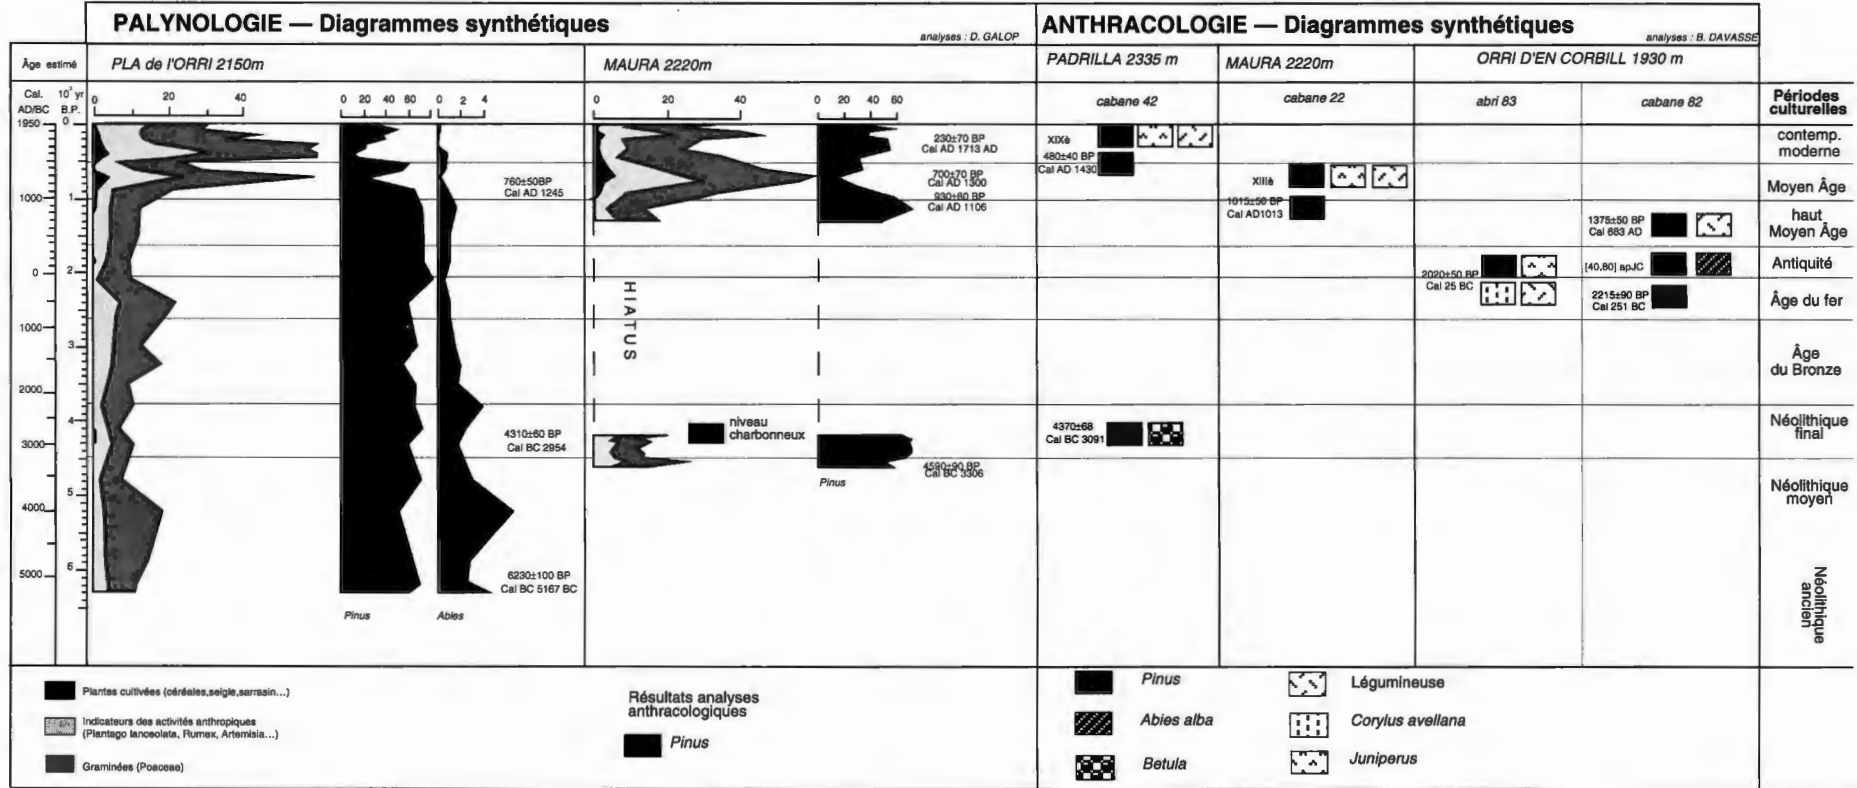 PALYNOLOGIE — Diagrammes synthétiques
analyses : D. GALOP
ANTHRACOLOGIE — Diagrammes synthétiques
analyses : B. DAVASSE
Âge estimé
PLA de l'ORRI 2150m
MAURA 2220m
PADRILLA 2335 m
MAURA 2220m
ORRI D'EN CORBILL 1930 m
Cal. AD/BC
10³ yr B.P.
0 20 40
0 20 40 60
0 2 4
0 20 40
0 20 40 60
cabane 42
cabane 22
abri 83
cabane 82
Périodes
culturelles
1950
1000
0
1000
2000
3000
4000
5000
0
1
2
3
4
5
6
760±50BP
Cal AD 1245
4310±60 BP
Cal BC 2954
6230±100 BP
Cal BC 5167 BC
Pinus
Abies
230±70 BP
Cal AD 1713 AD
700±70 BP
Cal AD 1300
930±80 BP
Cal AD 1106
HIATUS
niveau
charbonneux
4590±90 BP
Cal BC 3306
Pinus
XIXè
480±40 BP
Cal AD 1430
4370±68
Cal BC 3091
XIIIè
1015±50 BP
Cal AD1013
2020±50 BP
Cal 25 BC
1375±50 BP
Cal 683 AD
[40,80] apJC
2215±90 BP
Cal 251 BC
contemp.
moderne
Moyen Âge
haut
Moyen Âge
Antiquité
Âge du fer
Âge
du Bronze
Néolithique
final
Néolithique
moyen
Néolithique
ancien
Plantes cultivées (céréales,seigle,sarrasin...)
Indicateurs des activités anthropiques
(Plantago lanceolata, Rumex, Artemisia...)
Graminées (Poaceae)
Résultats analyses
anthracologiques
Pinus
Pinus
Abies alba
Betula
Légumineuse
Corylus avellana
Juniperus